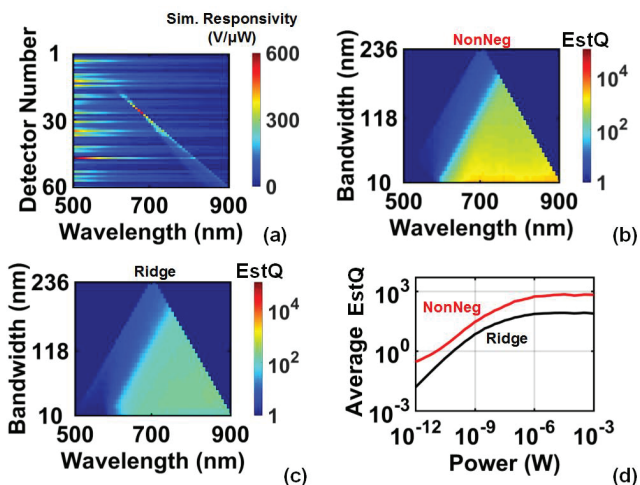 Sim. Responsivity
(V/µW)
Detector Number
1
30
60
500
700
900
Wavelength (nm)
600
300
0
(a)
Bandwidth (nm)
236
118
10
NonNeg
500
700
900
Wavelength (nm)
EstQ
10^4
10^2
1
(b)
Bandwidth (nm)
236
118
10
Ridge
500
700
900
Wavelength (nm)
EstQ
10^4
10^2
1
(c)
Average EstQ
10^3
10^0
10^-3
NonNeg
Ridge
10^-12
10^-9
10^-6
10^-3
Power (W)
(d)